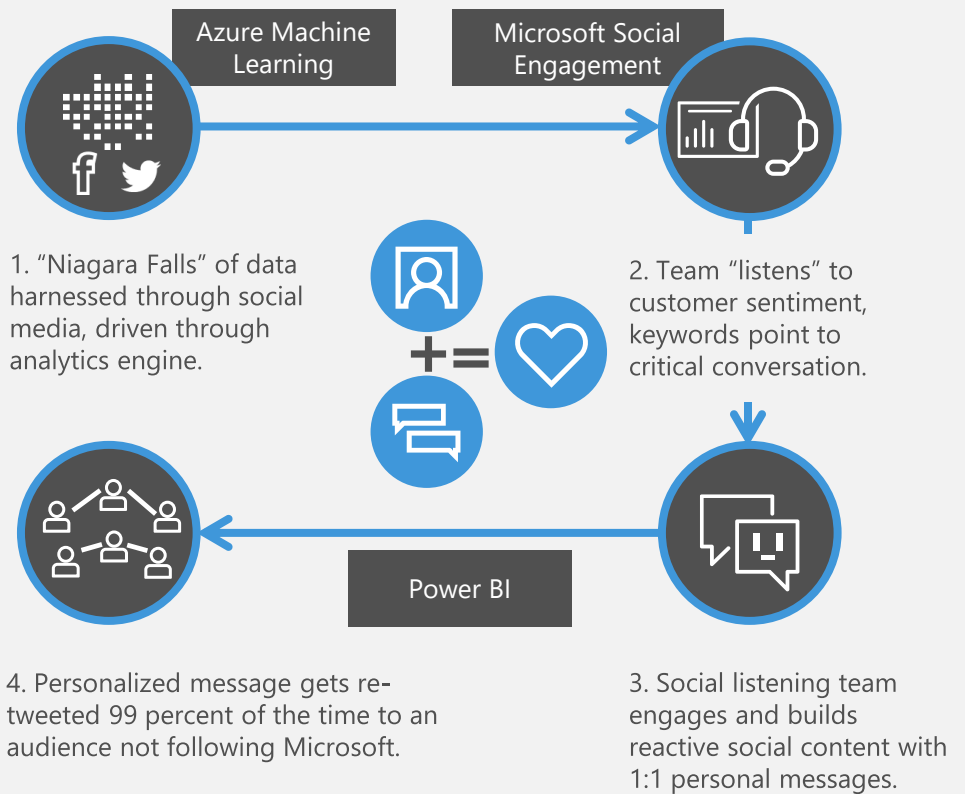 Azure Machine
Learning
Microsoft Social
Engagement
1. “Niagara Falls” of data
harnessed through social
media, driven through
analytics engine.
2. Team “listens” to
customer sentiment,
keywords point to
critical conversation.
Power BI
4. Personalized message gets re-
tweeted 99 percent of the time to an
audience not following Microsoft.
3. Social listening team
engages and builds
reactive social content with
1:1 personal messages.